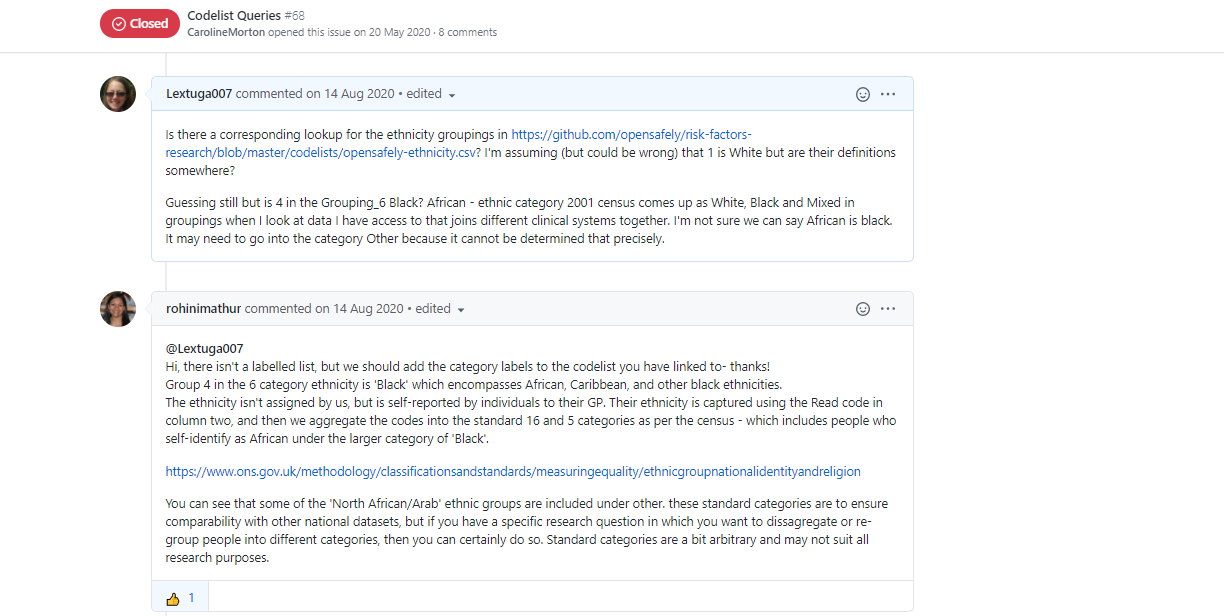 Closed
Codelist Queries #68
CarolineMorton opened this issue on 20 May 2020 · 8 comments
Lextuga007 commented on 14 Aug 2020 • edited
Is there a corresponding lookup for the ethnicity groupings in https://github.com/opensafely/risk-factors-
research/blob/master/codelists/opensafely-ethnicity.csv? I'm assuming (but could be wrong) that 1 is White but are their definitions
somewhere?
Guessing still but is 4 in the Grouping_6 Black? African - ethnic category 2001 census comes up as White, Black and Mixed in
groupings when I look at data I have access to that joins different clinical systems together. I'm not sure we can say African is black.
It may need to go into the category Other because it cannot be determined that precisely.
rohinimathur commented on 14 Aug 2020 • edited
@Lextuga007
Hi, there isn't a labelled list, but we should add the category labels to the codelist you have linked to- thanks!
Group 4 in the 6 category ethnicity is 'Black' which encompasses African, Caribbean, and other black ethnicities.
The ethnicity isn't assigned by us, but is self-reported by individuals to their GP. Their ethnicity is captured using the Read code in
column two, and then we aggregate the codes into the standard 16 and 5 categories as per the census - which includes people who
self-identify as African under the larger category of 'Black'.
https://www.ons.gov.uk/methodology/classificationsandstandards/measuringequality/ethnicgroupnationalidentityandreligion
You can see that some of the 'North African/Arab' ethnic groups are included under other. these standard categories are to ensure
comparability with other national datasets, but if you have a specific research question in which you want to dissagregate or re-
group people into different categories, then you can certainly do so. Standard categories are a bit arbitrary and may not suit all
research purposes.
1